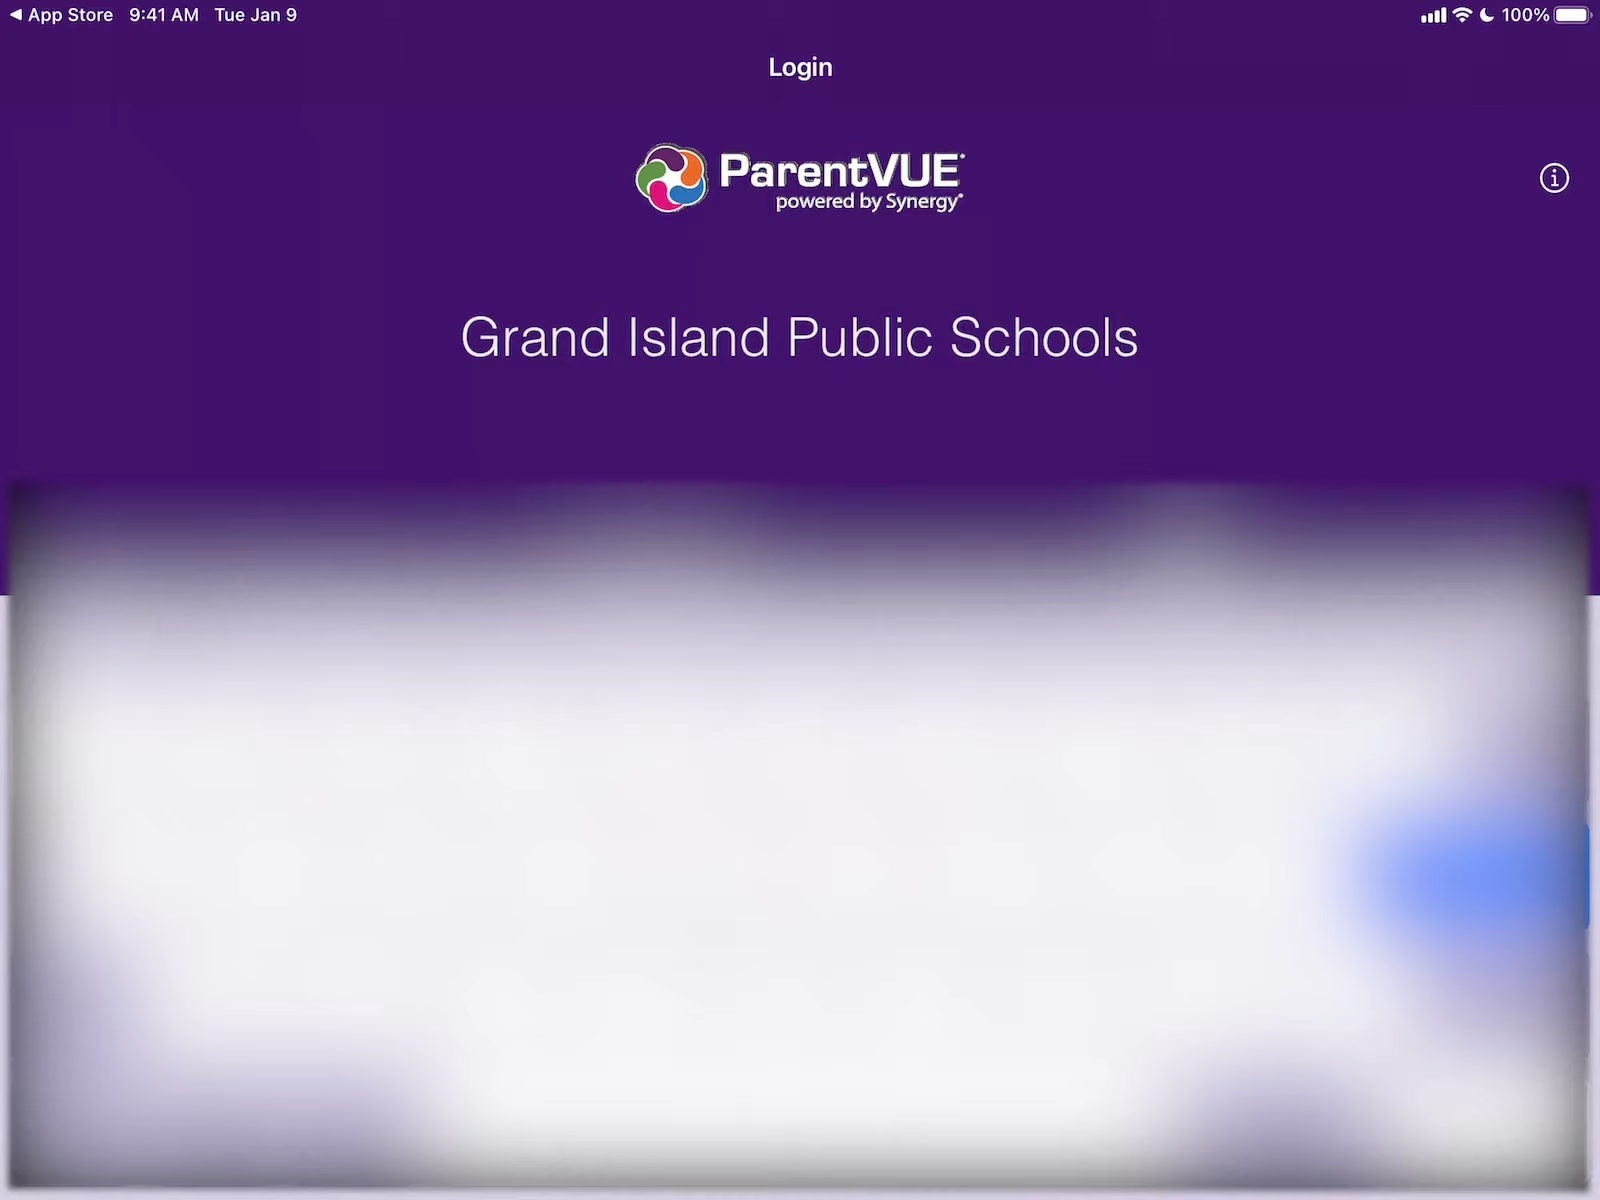 App Store 9:41 AM Tue Jan 9 100%
Login
ParentVUE
powered by Synergy
Grand Island Public Schools